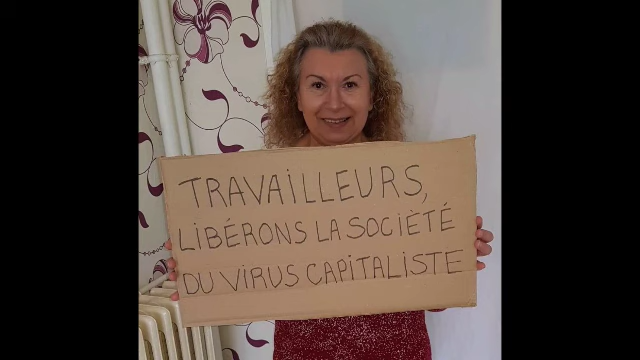 TRAVAILLEURS,
LIBÉRONS LA SOCIÉTÉ
DU VIRUS CAPITALISTE